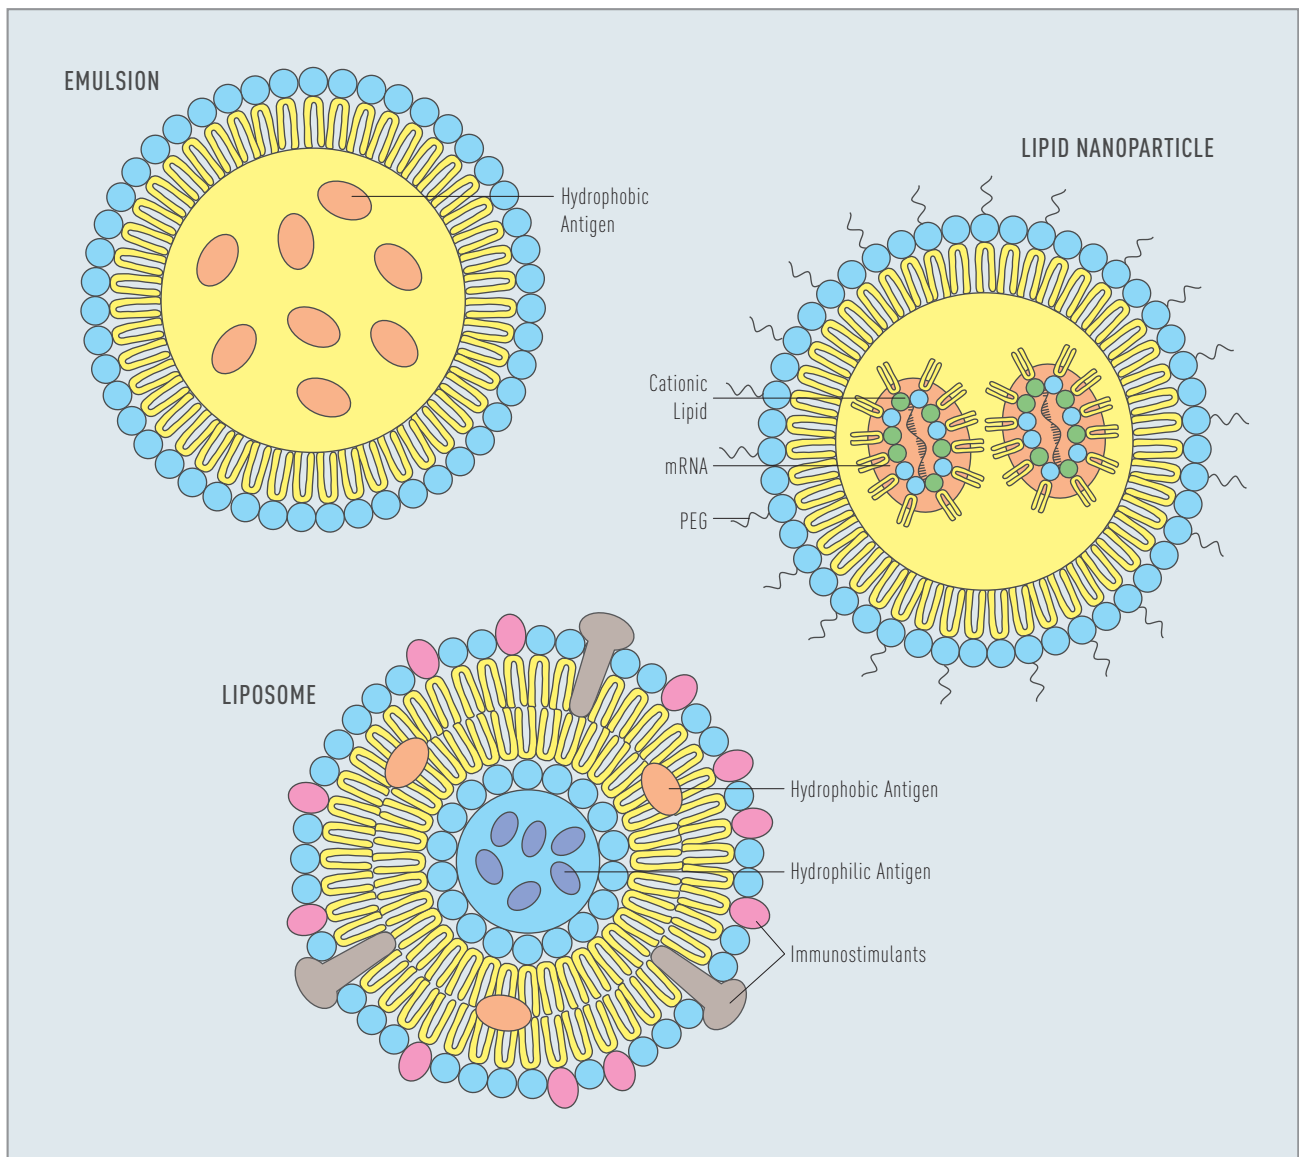 EMULSION
Hydrophobic
Antigen
LIPID NANOPARTICLE
Cationic
Lipid
mRNA
PEG
LIPOSOME
Hydrophobic Antigen
Hydrophilic Antigen
Immunostimulants